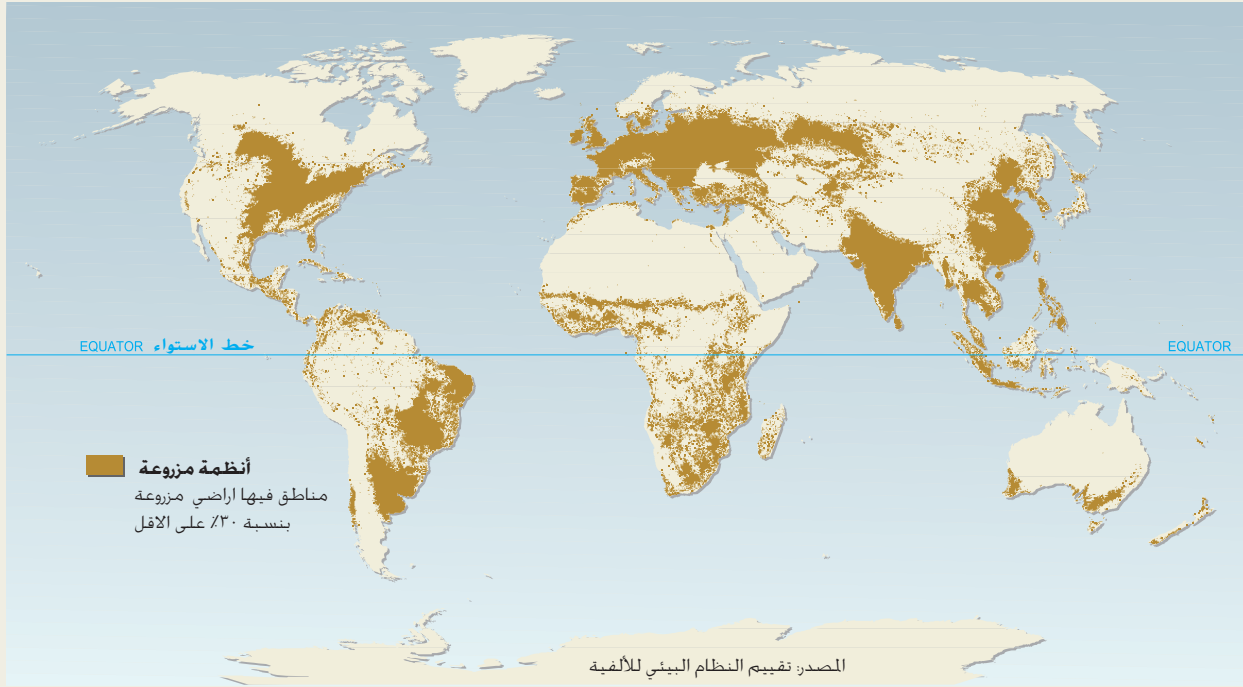 EQUATOR خط الاستواء
EQUATOR
أنظمة مزروعة
مناطق فيها اراضي مزروعة
بنسبة ٣٠٪ على الاقل
المصدر: تقييم النظام البيئي للألفية